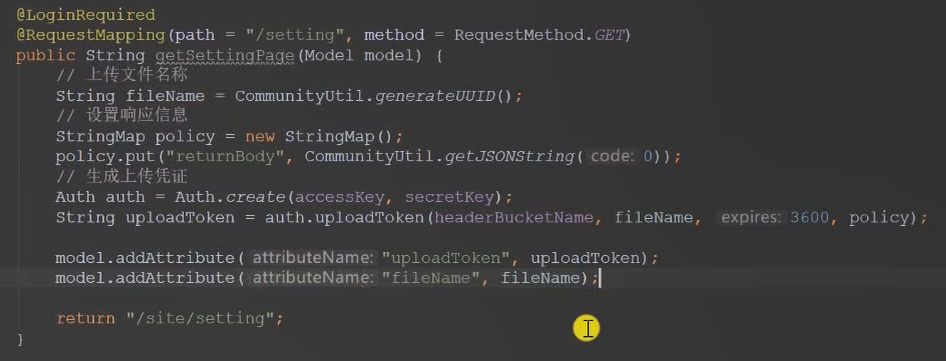 @LoginRequired
@RequestMapping(path = "/setting", method = RequestMethod.GET)
public String getSettingPage(Model model) {
// 上传文件名称
String fileName = CommunityUtil.generateUUID();
// 设置响应信息
StringMap policy = new StringMap();
policy.put("returnBody", CommunityUtil.getJSONString( code: 0));
// 生成上传凭证
Auth auth = Auth.create(accessKey, secretKey);
String uploadToken = auth.uploadToken(headerBucketName, fileName, expires: 3600, policy);
model.addAttribute( attributeName: "uploadToken", uploadToken);
model.addAttribute( attributeName: "fileName", fileName);
return "/site/setting";
}